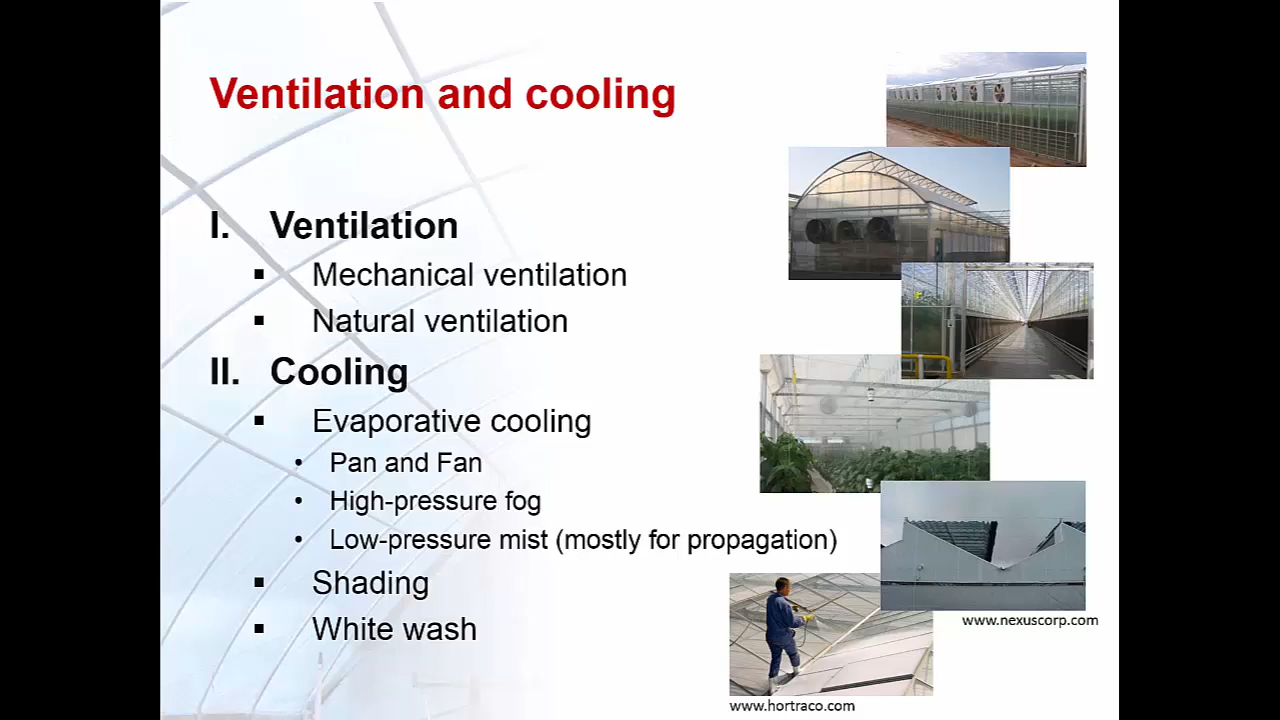 Ventilation and cooling
I. Ventilation
▪ Mechanical ventilation
▪ Natural ventilation
II. Cooling
▪ Evaporative cooling
• Pan and Fan
• High-pressure fog
• Low-pressure mist (mostly for propagation)
▪ Shading
▪ White wash
www.nexuscorp.com
www.hortraco.com